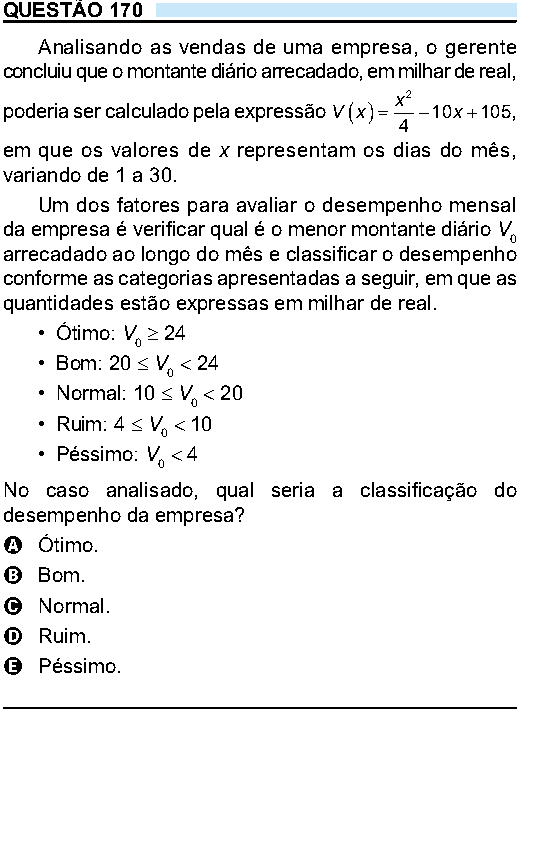 QUESTÃO 170
Analisando as vendas de uma empresa, o gerente
concluiu que o montante diário arrecadado, em milhar de real,
poderia ser calculado pela expressão V(x) = x²/4 − 10x + 105,
em que os valores de x representam os dias do mês,
variando de 1 a 30.
Um dos fatores para avaliar o desempenho mensal
da empresa é verificar qual é o menor montante diário V₀
arrecadado ao longo do mês e classificar o desempenho
conforme as categorias apresentadas a seguir, em que as
quantidades estão expressas em milhar de real.
• Ótimo: V₀ ≥ 24
• Bom: 20 ≤ V₀ < 24
• Normal: 10 ≤ V₀ < 20
• Ruim: 4 ≤ V₀ < 10
• Péssimo: V₀ < 4
No caso analisado, qual seria a classificação do
desempenho da empresa?
A Ótimo.
B Bom.
C Normal.
D Ruim.
E Péssimo.